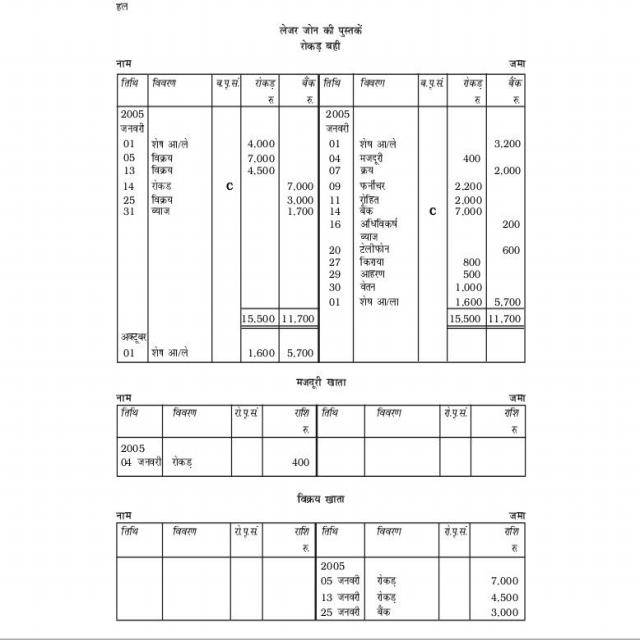 हल
लेजर जोन की पुस्तकें
रोकड़ बही
नाम जमा
तिथि विवरण ब.पृ.सं. रोकड़ बैंक तिथि विवरण ब.पृ.सं. रोकड़ बैंक
रु रु. रु रु.
2005 2005
जनवरी जनवरी
01 शेष आ/ले 4,000 01 शेष आ/ले 3,200
05 विक्रय 7,000 04 मजदूरी 400
13 विक्रय 4,500 07 क्रय 2,000
14 रोकड C 7,000 09 फर्नीचर 2.200
25 विक्रय 3,000 11 रोहित 2.000
31 ब्याज 1,700 14 बैंक C 7,000
16 अधिविकर्ष 200
ब्याज
20 टेलीफोन 600
27 किराया 800
29 आहरण 500
30 वेतन 1,000
01 शेष आ/ला 1,600 5,700
15,500 11,700 15,500 11,700
अक्टूबर
01 शेष आ/ले 1,600 5,700
मजदूरी खाता
नाम जमा
तिथि विवरण रो.पृ.सं. राशि तिथि विवरण रो.पृ.सं. राशि
रु. रु.
2005
04 जनवरी रोकड़ 400
विक्रय खाता
नाम जमा
तिथि विवरण रो.पृ.सं. राशि तिथि विवरण रो.पृ.सं. राशि
रु. रु.
2005
05 जनवरी रोकड़ 7,000
13 जनवरी रोकड़ 4,500
25 जनवरी बैंक 3,000